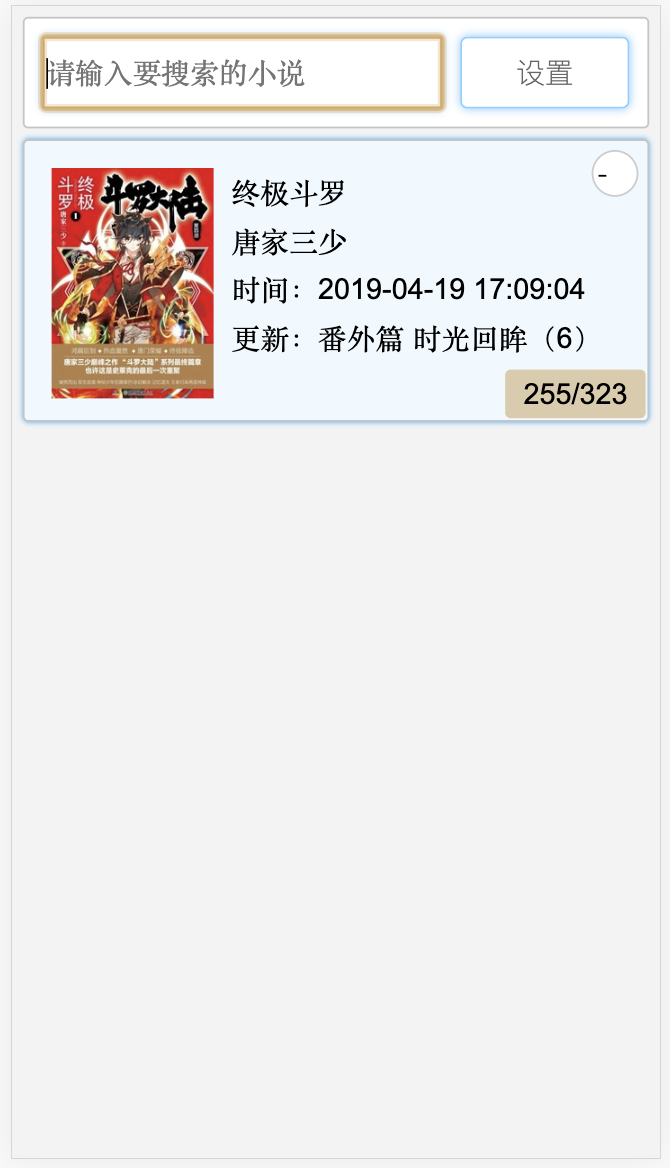 请输入要搜索的小说
设置
-
终极斗罗
唐家三少
时间：2019-04-19 17:09:04
更新：番外篇 时光回眸（6）
255/323
终极
斗罗
1
唐家三少
斗罗大陆
唐家三少巅峰之作“斗罗大陆”系列最终篇章
也许这是史莱克的最后一次重聚